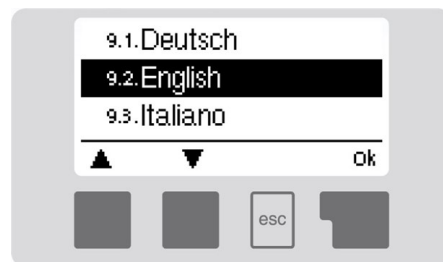 9.1.Deutsch
9.2.English
9.3.Italiano
▲ ▼ Ok
esc